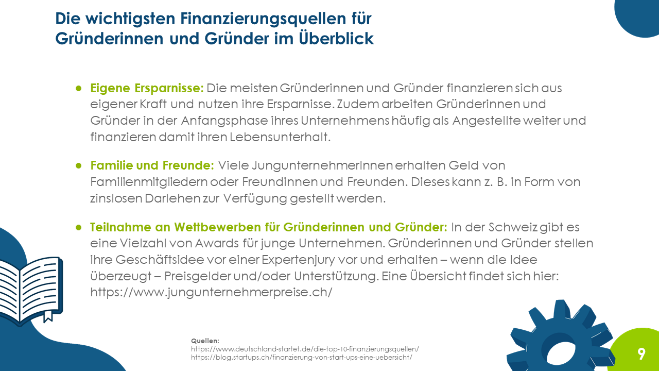 Die wichtigsten Finanzierungsquellen für
Gründerinnen und Gründer im Überblick
● Eigene Ersparnisse: Die meisten Gründerinnen und Gründer finanzieren sich aus
eigener Kraft und nutzen ihre Ersparnisse. Zudem arbeiten Gründerinnen und
Gründer in der Anfangsphase ihres Unternehmens häufig als Angestellte weiter und
finanzieren damit ihren Lebensunterhalt.
● Familie und Freunde: Viele JungunternehmerInnen erhalten Geld von
Familienmitgliedern oder Freundinnen und Freunden. Dieses kann z. B. in Form von
zinslosen Darlehen zur Verfügung gestellt werden.
● Teilnahme an Wettbewerben für Gründerinnen und Gründer: In der Schweiz gibt es
eine Vielzahl von Awards für junge Unternehmen. Gründerinnen und Gründer stellen
ihre Geschäftsidee vor einer Expertenjury vor und erhalten – wenn die Idee
überzeugt – Preisgelder und/oder Unterstützung. Eine Übersicht findet sich hier:
https://www.jungunternehmerpreise.ch/
Quellen:
https://www.deutschland-startet.de/die-top-10-finanzierungsquellen/
https://blog.startups.ch/finanzierung-von-start-ups-eine-uebersicht/
9